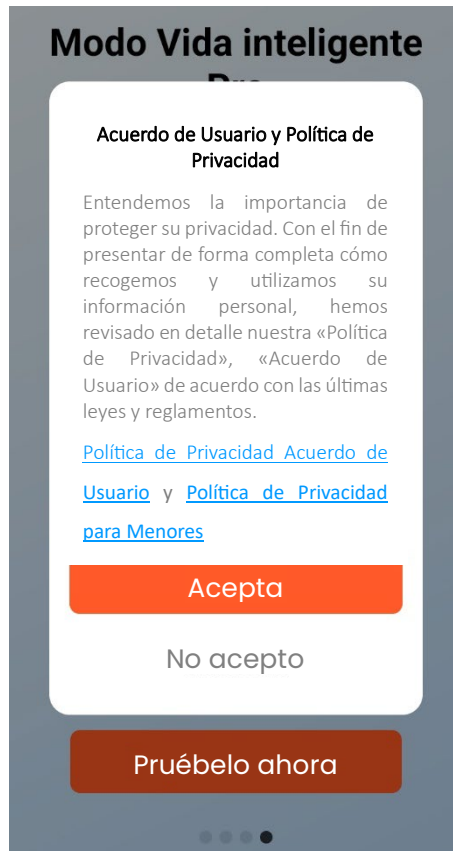 Modo Vida inteligente
Acuerdo de Usuario y Política de
Privacidad
Entendemos la importancia de
proteger su privacidad. Con el fin de
presentar de forma completa cómo
recogemos y utilizamos su
información personal, hemos
revisado en detalle nuestra «Política
de Privacidad», «Acuerdo de
Usuario» de acuerdo con las últimas
leyes y reglamentos.
Política de Privacidad Acuerdo de
Usuario y Política de Privacidad
para Menores
Acepta
No acepto
Pruébelo ahora